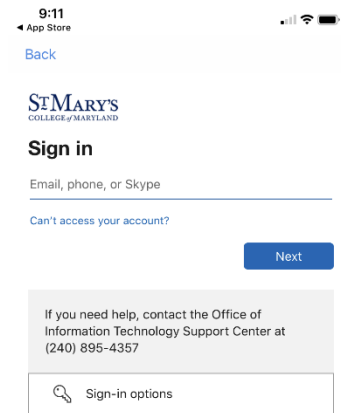 9:11
◀ App Store
Back
ST MARY'S
COLLEGE of MARYLAND
Sign in
Email, phone, or Skype
Can't access your account?
Next
If you need help, contact the Office of
Information Technology Support Center at
(240) 895-4357
Sign-in options